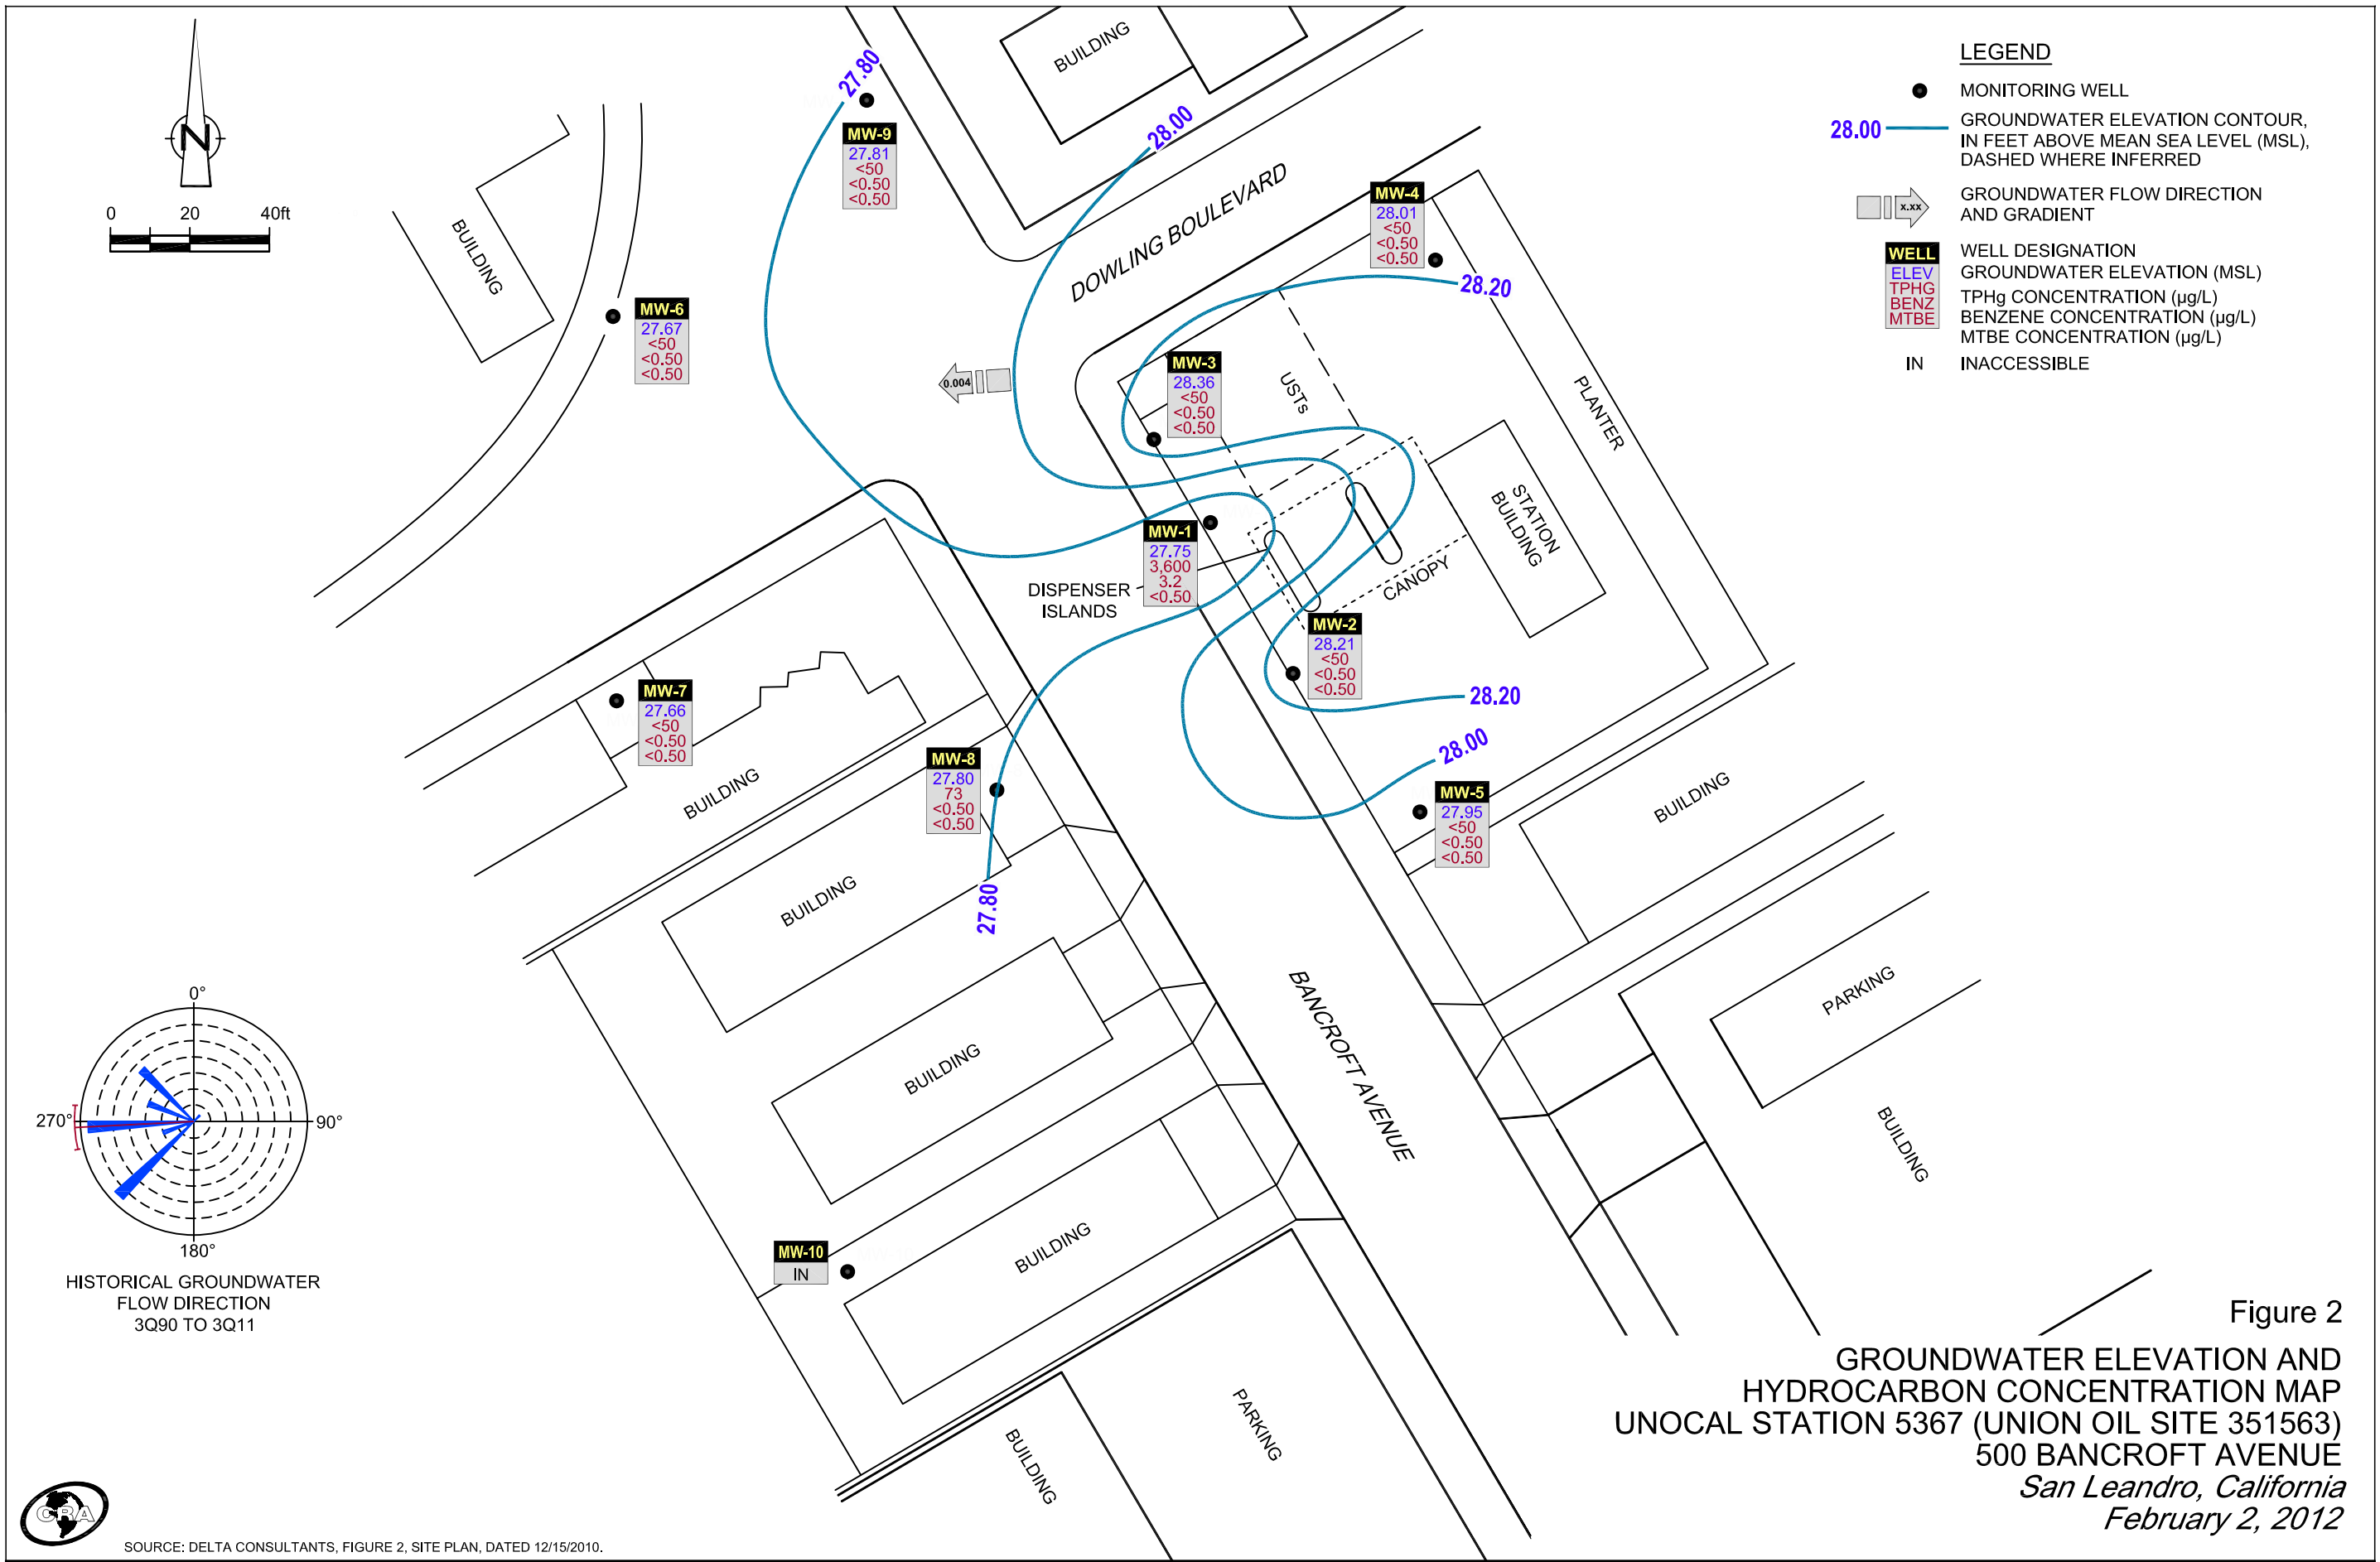 BUILDING
27.80
28.00
N
0 20 40ft
BUILDING
DOWLING BOULEVARD
MW-9
27.81
<50
<0.50
<0.50
MW-4
28.01
<50
<0.50
<0.50
28.20
MW-6
27.67
<50
<0.50
<0.50
0.004
MW-3
28.36
<50
<0.50
<0.50
USTs
PLANTER
STATION
BUILDING
CANOPY
MW-1
27.75
3,600
3.2
<0.50
DISPENSER
ISLANDS
MW-2
28.21
<50
<0.50
<0.50
28.20
28.00
MW-7
27.66
<50
<0.50
<0.50
BUILDING
MW-8
27.80
73
<0.50
<0.50
27.80
MW-5
27.95
<50
<0.50
<0.50
BUILDING
BUILDING
BUILDING
BUILDING
BANCROFT AVENUE
PARKING
BUILDING
MW-10
IN
BUILDING
PARKING
LEGEND
MONITORING WELL
28.00
GROUNDWATER ELEVATION CONTOUR,
IN FEET ABOVE MEAN SEA LEVEL (MSL),
DASHED WHERE INFERRED
x.xx
GROUNDWATER FLOW DIRECTION
AND GRADIENT
WELL
WELL DESIGNATION
ELEV
GROUNDWATER ELEVATION (MSL)
TPHG
TPHg CONCENTRATION (µg/L)
BENZ
BENZENE CONCENTRATION (µg/L)
MTBE
MTBE CONCENTRATION (µg/L)
IN INACCESSIBLE
0°
270°
90°
180°
HISTORICAL GROUNDWATER
FLOW DIRECTION
3Q90 TO 3Q11
CRA
SOURCE: DELTA CONSULTANTS, FIGURE 2, SITE PLAN, DATED 12/15/2010.
Figure 2
GROUNDWATER ELEVATION AND
HYDROCARBON CONCENTRATION MAP
UNOCAL STATION 5367 (UNION OIL SITE 351563)
500 BANCROFT AVENUE
San Leandro, California
February 2, 2012